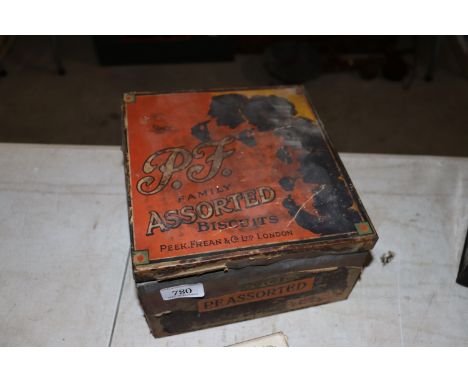 P.F.
FAMILY
ASSORTED
BISCUITS
PEEK, FREAN & Co LTD LONDON
780
P.F. ASSORTED